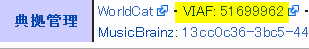 典拠管理
WorldCat · VIAF: 51699962 ·
MusicBrainz: 13cc0c36-3bc5-44